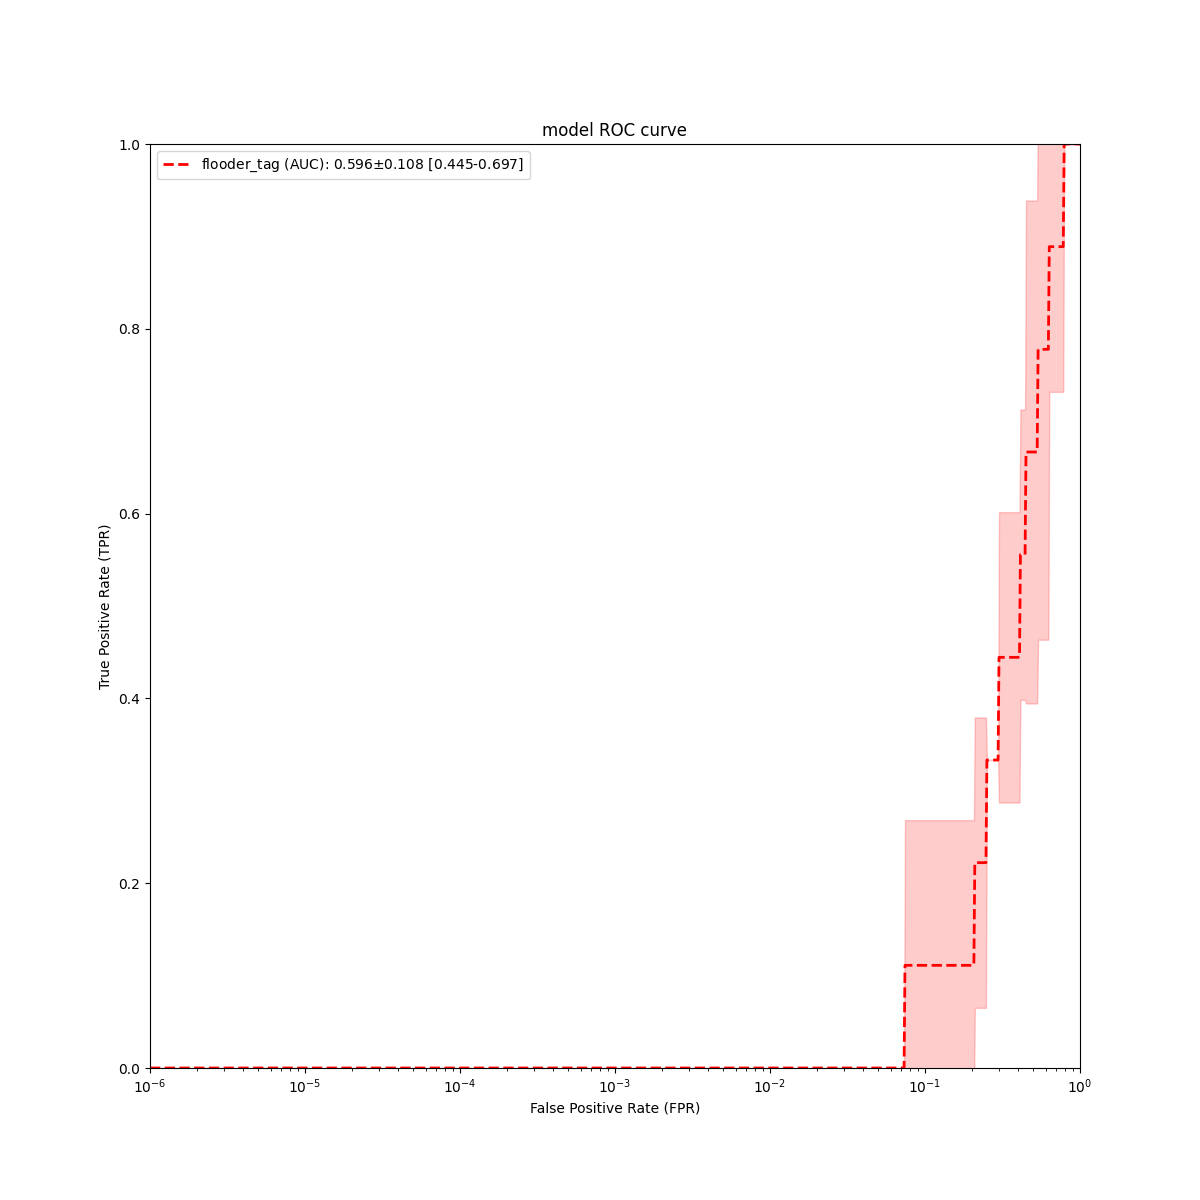 model ROC curve
flooder_tag (AUC): 0.596±0.108 [0.445-0.697]
1.0
0.8
0.6
0.4
0.2
0.0
True Positive Rate (TPR)
10⁻⁶ 10⁻⁵ 10⁻⁴ 10⁻³ 10⁻² 10⁻¹ 10⁰
False Positive Rate (FPR)